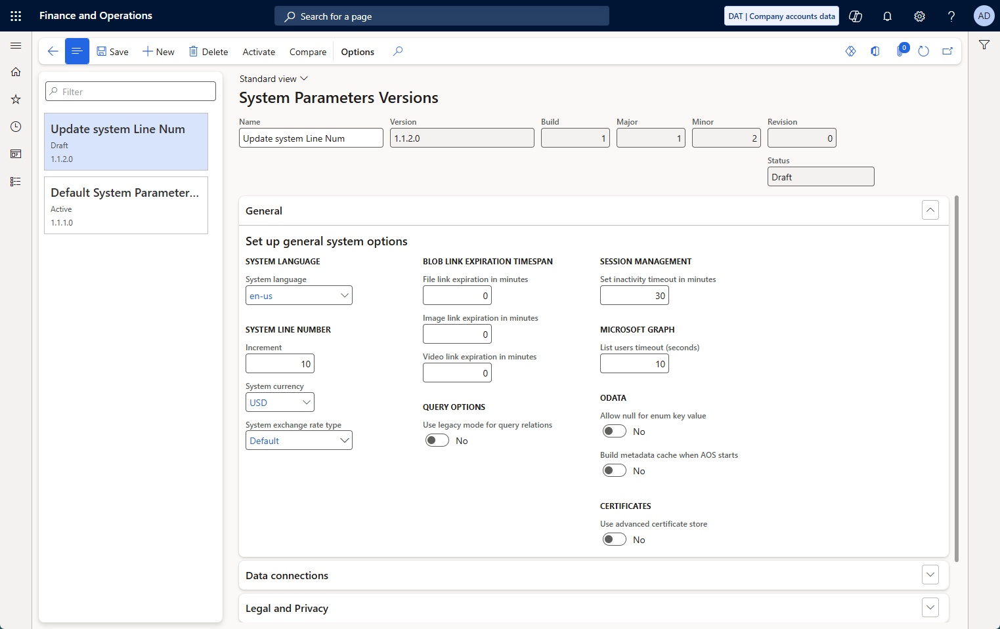 Finance and Operations
Search for a page
DAT | Company accounts data
AD
Save
New
Delete
Activate
Compare
Options
0
Filter
Update system Line Num
Draft
1.1.2.0
Default System Parameter...
Active
1.1.1.0
Standard view
System Parameters Versions
Name Version Build Major Minor Revision
Update system Line Num 1.1.2.0 1 1 2 0
Status
Draft
General
Set up general system options
SYSTEM LANGUAGE
System language
en-us
SYSTEM LINE NUMBER
Increment
10
System currency
USD
System exchange rate type
Default
BLOB LINK EXPIRATION TIMESPAN
File link expiration in minutes
0
Image link expiration in minutes
0
Video link expiration in minutes
0
QUERY OPTIONS
Use legacy mode for query relations
No
SESSION MANAGEMENT
Set inactivity timeout in minutes
30
MICROSOFT GRAPH
List users timeout (seconds)
10
ODATA
Allow null for enum key value
No
Build metadata cache when AOS starts
No
CERTIFICATES
Use advanced certificate store
No
Data connections
Legal and Privacy